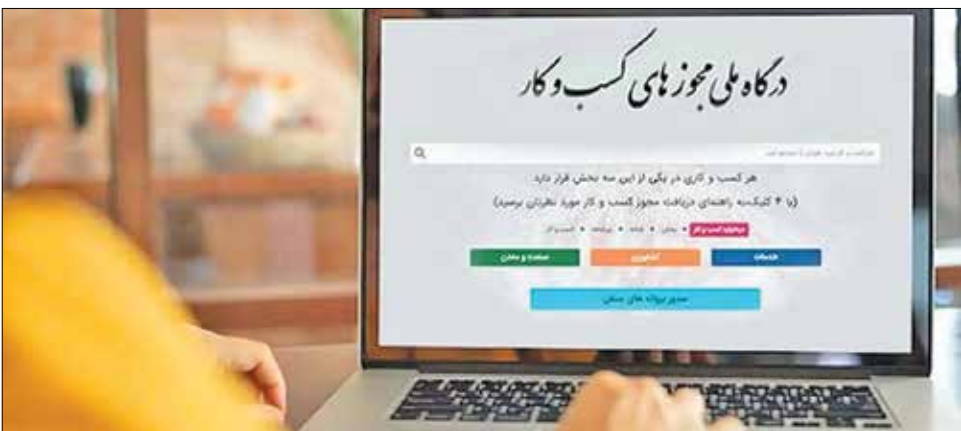 درگاه ملی مجوزهای کسب و کار
هر کسب و کاری در یکی از این سه بخش قرار دارد
(با ۴ کلیک به راهنمای دریافت مجوز کسب و کار مورد نظرتان برسید)
خدمات کشاورزی صنعت و معدن
صدور پروانه های صنفی